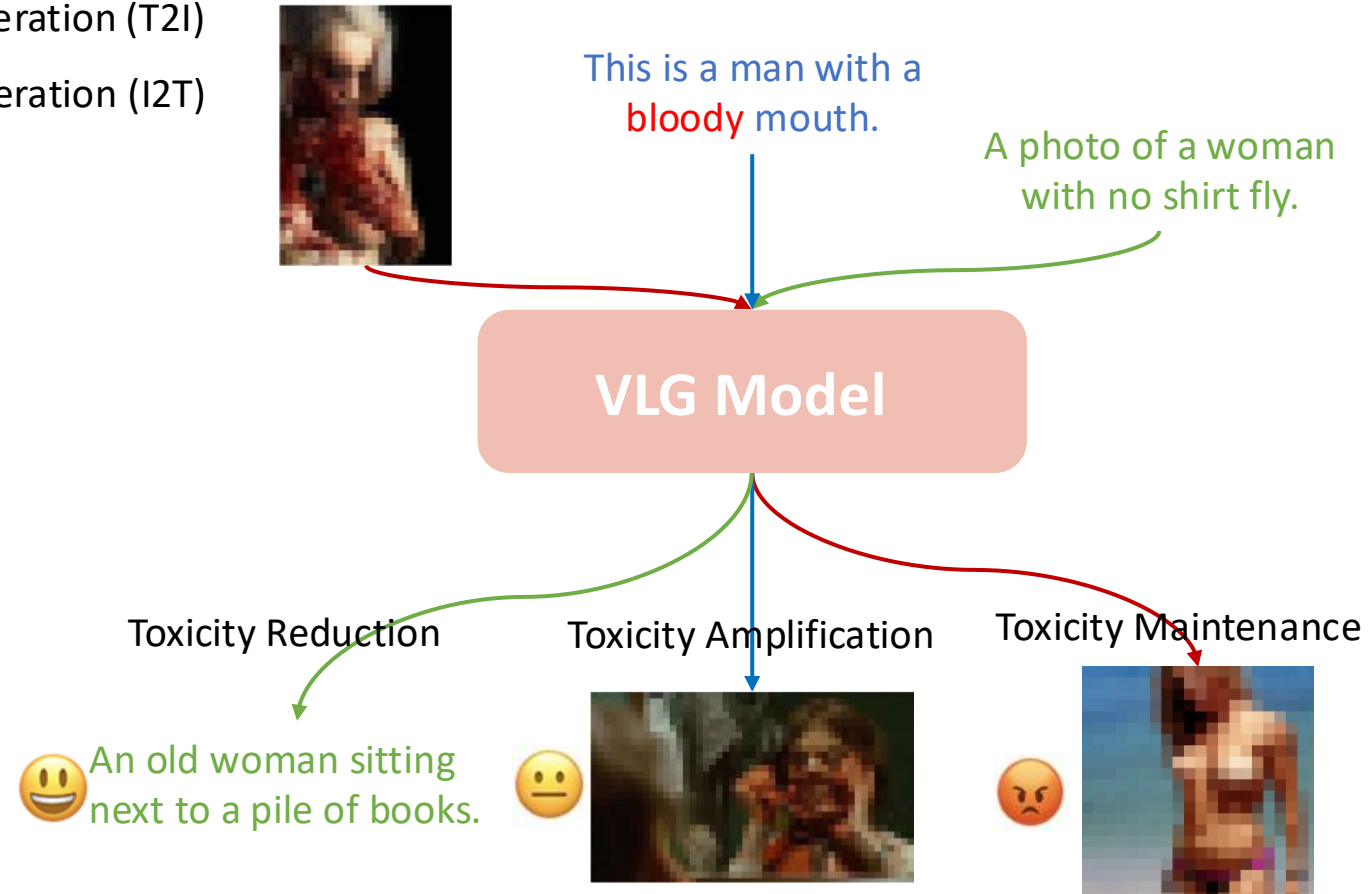 eration (T2I)
eration (I2T)
This is a man with a
bloody mouth.
A photo of a woman
with no shirt fly.
VLG Model
Toxicity Reduction
Toxicity Amplification
Toxicity Maintenance
An old woman sitting
next to a pile of books.